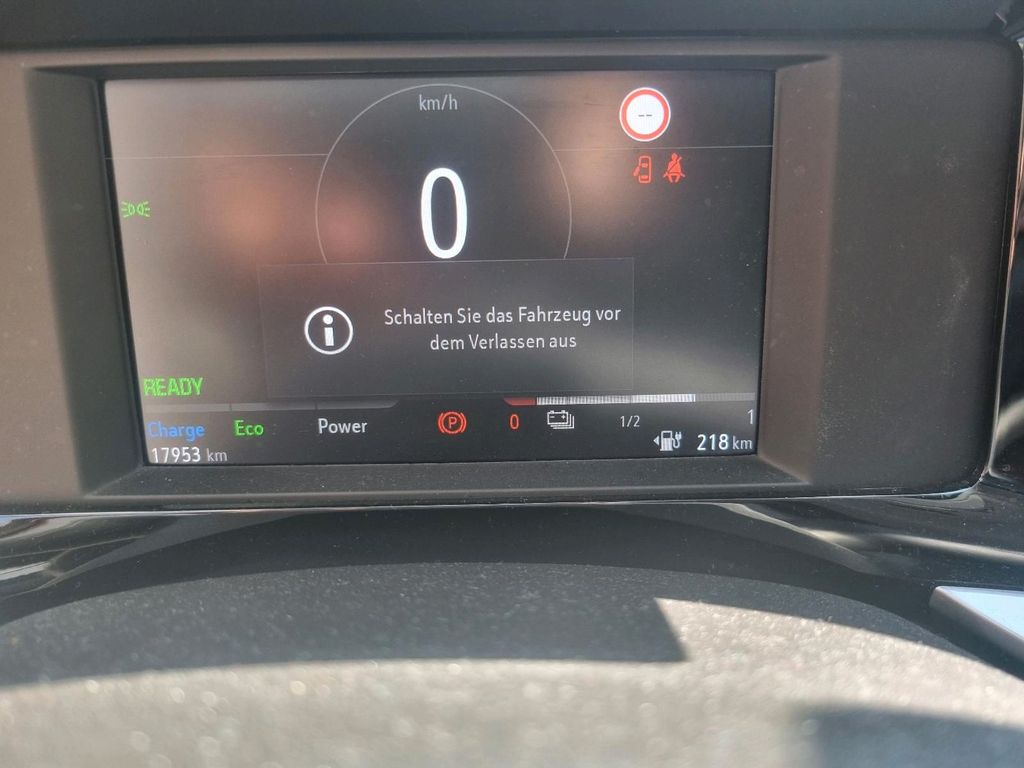 km/h
--
0
Schalten Sie das Fahrzeug vor
dem Verlassen aus
READY
Charge Eco Power P 0 1/2 1
17953 km 218 km